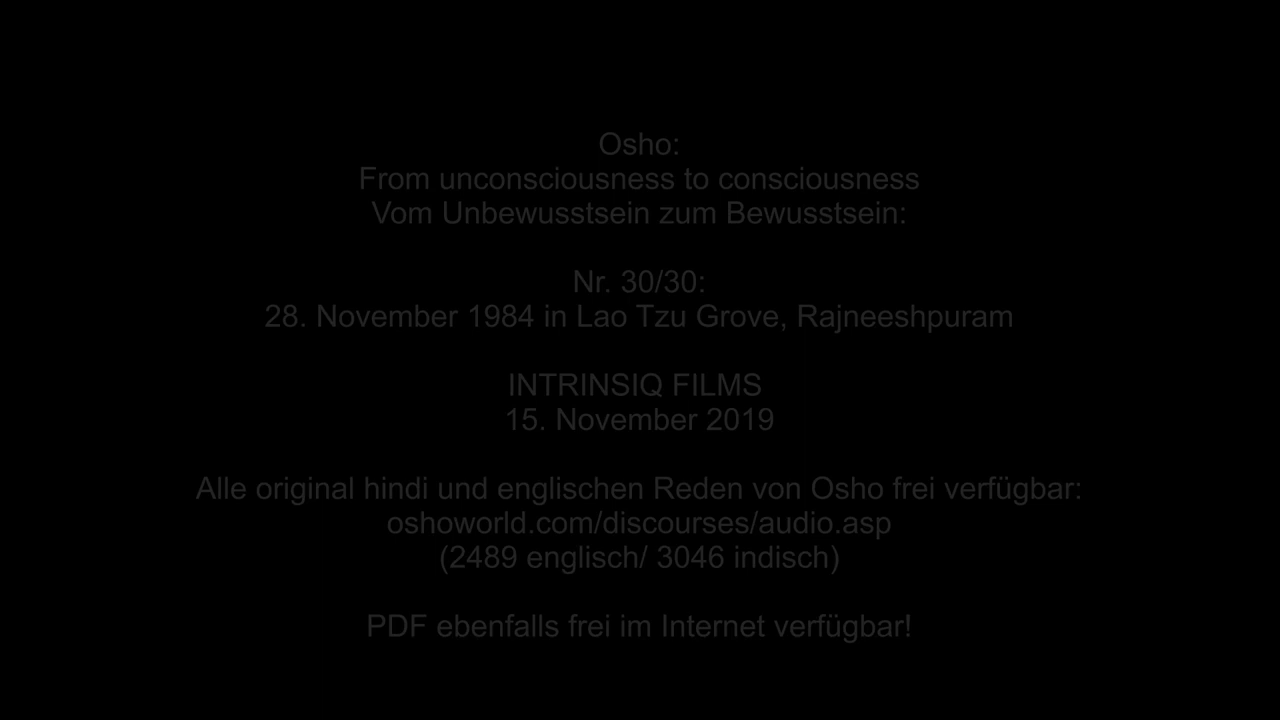 Osho:
From unconsciousness to consciousness
Vom Unbewusstsein zum Bewusstsein:
Nr. 30/30:
28. November 1984 in Lao Tzu Grove, Rajneeshpuram
INTRINSIQ FILMS
15. November 2019
Alle original hindi und englischen Reden von Osho frei verfügbar:
oshoworld.com/discourses/audio.asp
(2489 englisch/ 3046 indisch)
PDF ebenfalls frei im Internet verfügbar!